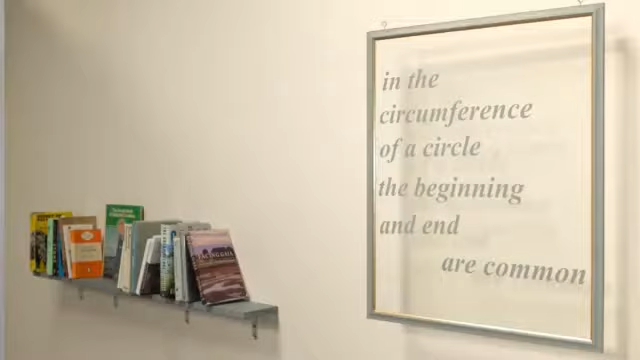 in the
circumference
of a circle
the beginning
and end
are common